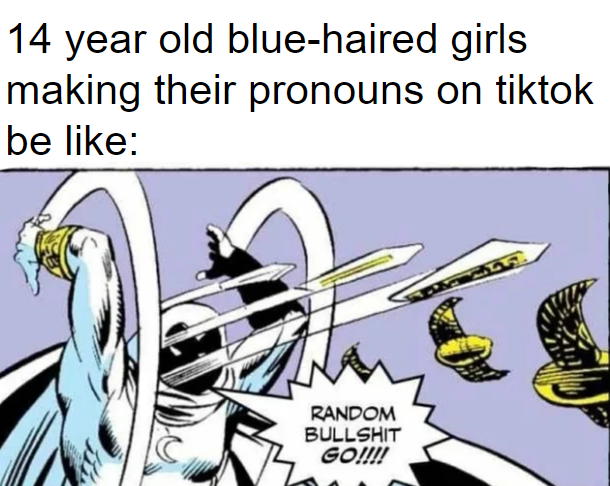 14 year old blue-haired girls
making their pronouns on tiktok
be like:
RANDOM
BULLSHIT
GO!!!!